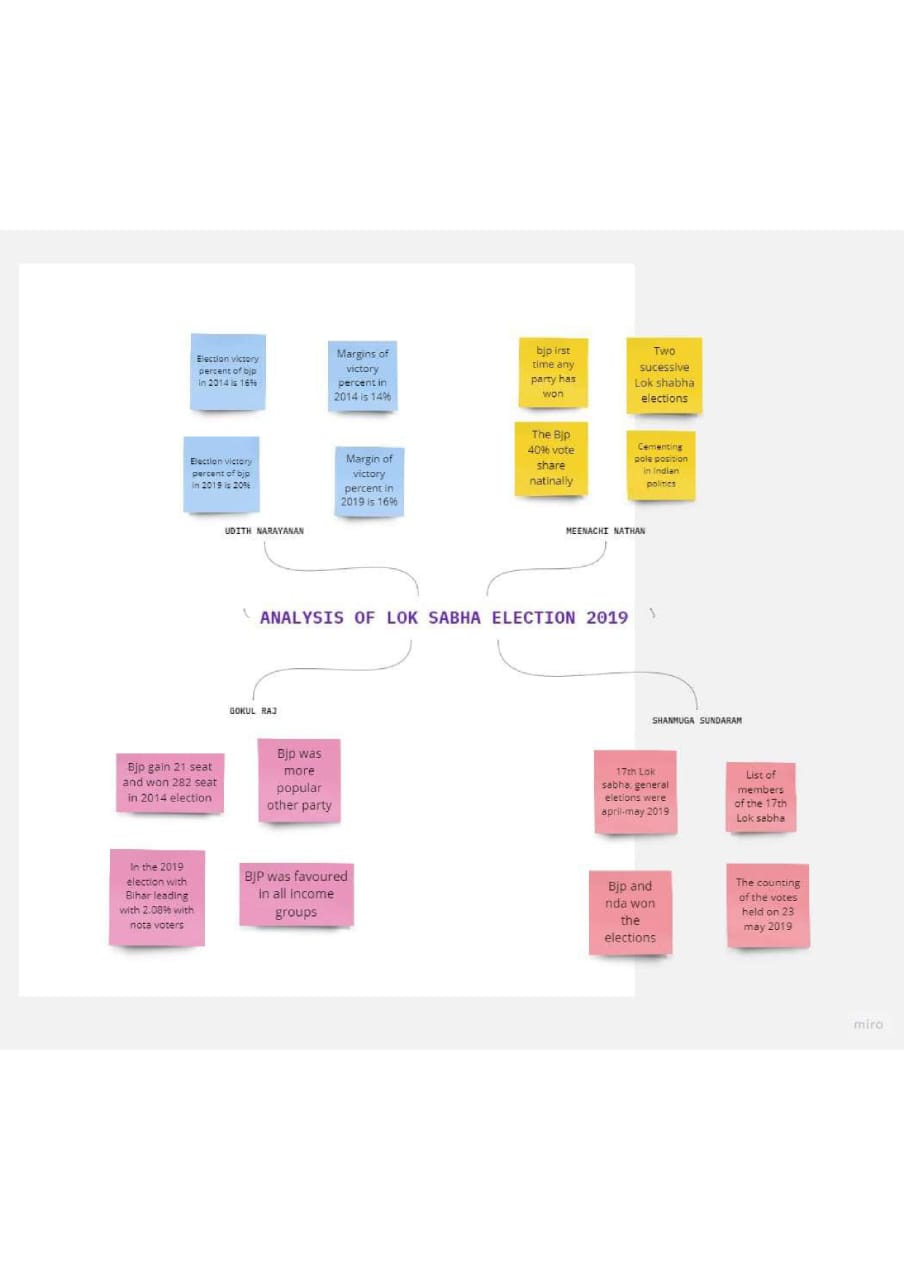 Election victory
percent of bjp
in 2014 is 16%
Margins of
victory
percent in
2014 is 14%
Election victory
percent of bjp
in 2019 is 20%
Margin of
victory
percent in
2019 is 16%
UDITH NARAYANAN
bjp irst
time any
party has
won
Two
sucessive
Lok shabha
elections
The Bjp
40% vote
share
natinally
Cementing
pole position
in Indian
politics
MEENACHI NATHAN
ANALYSIS OF LOK SABHA ELECTION 2019
GOKUL RAJ
Bjp gain 21 seat
and won 282 seat
in 2014 election
Bjp was
more
popular
other party
In the 2019
election with
Bihar leading
with 2.08% with
nota voters
BJP was favoured
in all income
groups
SHANMUGA SUNDARAM
17th Lok
sabha, general
eletions were
april-may 2019
List of
members
of the 17th
Lok sabha
Bjp and
nda won
the
elections
The counting
of the votes
held on 23
may 2019
miro